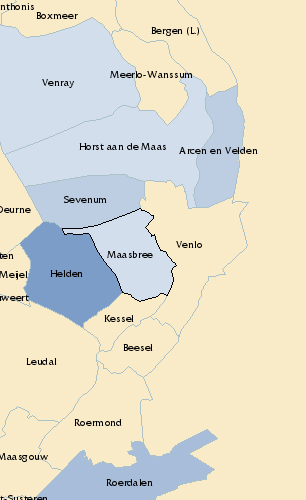 nthonis
Boxmeer
Bergen (L.)
Meerlo-Wanssum
Venray
Horst aan de Maas
Arcen en Velden
Sevenum
Deurne
Venlo
Maasbree
ten
Helden
Meijel
weert
Kessel
Beesel
Leudal
Roermond
Maasgouw
Roerdalen
t-Susteren